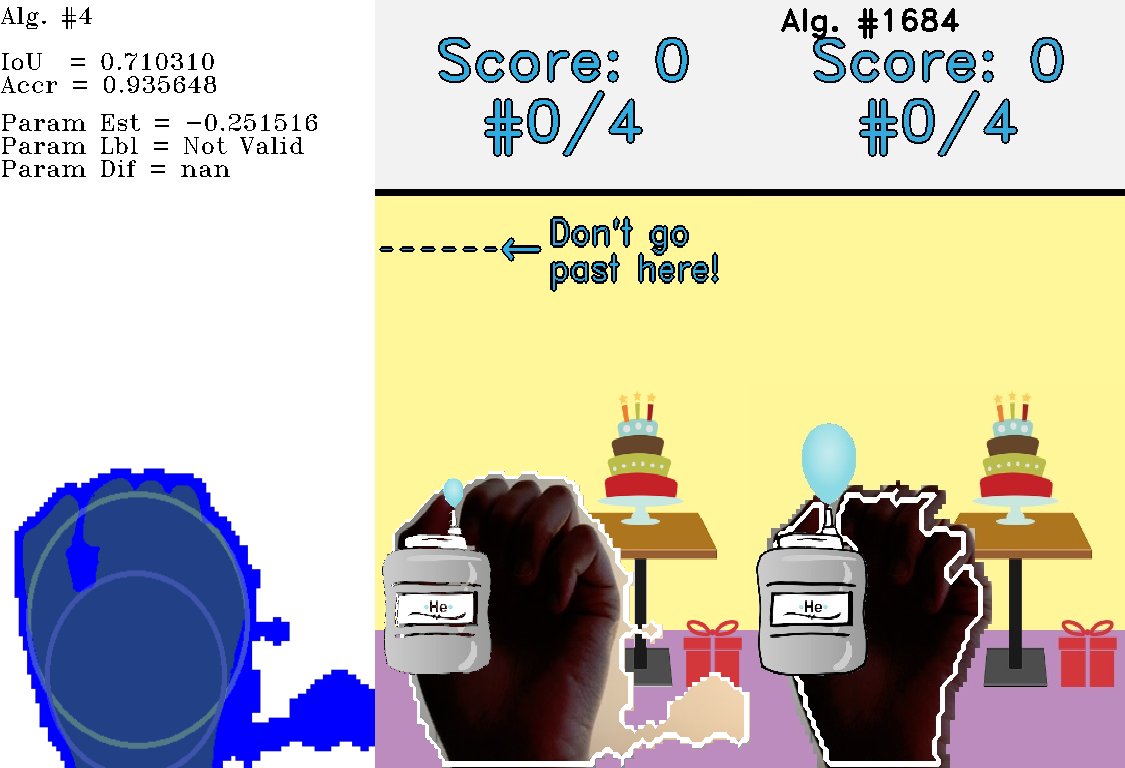 Alg. #4
IoU = 0.710310
Accr = 0.935648
Param Est = -0.251516
Param Lbl = Not Valid
Param Dif = nan
Score: 0
#0/4
Don't go
past here!
He
Alg. #1684
Score: 0
#0/4
He